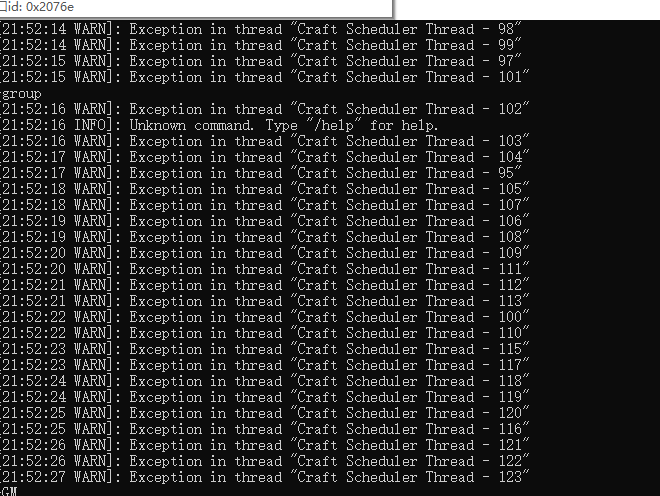 id: 0x2076e
[21:52:14 WARN]: Exception in thread "Craft Scheduler Thread - 98"
[21:52:14 WARN]: Exception in thread "Craft Scheduler Thread - 99"
[21:52:15 WARN]: Exception in thread "Craft Scheduler Thread - 97"
[21:52:15 WARN]: Exception in thread "Craft Scheduler Thread - 101"
group
[21:52:16 WARN]: Exception in thread "Craft Scheduler Thread - 102"
[21:52:16 INFO]: Unknown command. Type "/help" for help.
[21:52:16 WARN]: Exception in thread "Craft Scheduler Thread - 103"
[21:52:17 WARN]: Exception in thread "Craft Scheduler Thread - 104"
[21:52:17 WARN]: Exception in thread "Craft Scheduler Thread - 95"
[21:52:18 WARN]: Exception in thread "Craft Scheduler Thread - 105"
[21:52:18 WARN]: Exception in thread "Craft Scheduler Thread - 107"
[21:52:19 WARN]: Exception in thread "Craft Scheduler Thread - 106"
[21:52:19 WARN]: Exception in thread "Craft Scheduler Thread - 108"
[21:52:20 WARN]: Exception in thread "Craft Scheduler Thread - 109"
[21:52:20 WARN]: Exception in thread "Craft Scheduler Thread - 111"
[21:52:21 WARN]: Exception in thread "Craft Scheduler Thread - 112"
[21:52:21 WARN]: Exception in thread "Craft Scheduler Thread - 113"
[21:52:22 WARN]: Exception in thread "Craft Scheduler Thread - 100"
[21:52:22 WARN]: Exception in thread "Craft Scheduler Thread - 110"
[21:52:23 WARN]: Exception in thread "Craft Scheduler Thread - 115"
[21:52:23 WARN]: Exception in thread "Craft Scheduler Thread - 117"
[21:52:24 WARN]: Exception in thread "Craft Scheduler Thread - 118"
[21:52:24 WARN]: Exception in thread "Craft Scheduler Thread - 119"
[21:52:25 WARN]: Exception in thread "Craft Scheduler Thread - 120"
[21:52:25 WARN]: Exception in thread "Craft Scheduler Thread - 116"
[21:52:26 WARN]: Exception in thread "Craft Scheduler Thread - 121"
[21:52:26 WARN]: Exception in thread "Craft Scheduler Thread - 122"
[21:52:27 WARN]: Exception in thread "Craft Scheduler Thread - 123"
GM